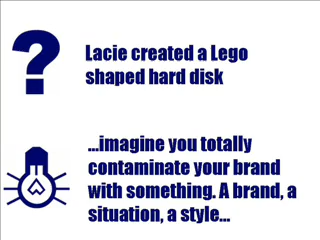 ?
Lacie created a Lego
shaped hard disk
...imagine you totally
contaminate your brand
with something. A brand, a
situation, a style...